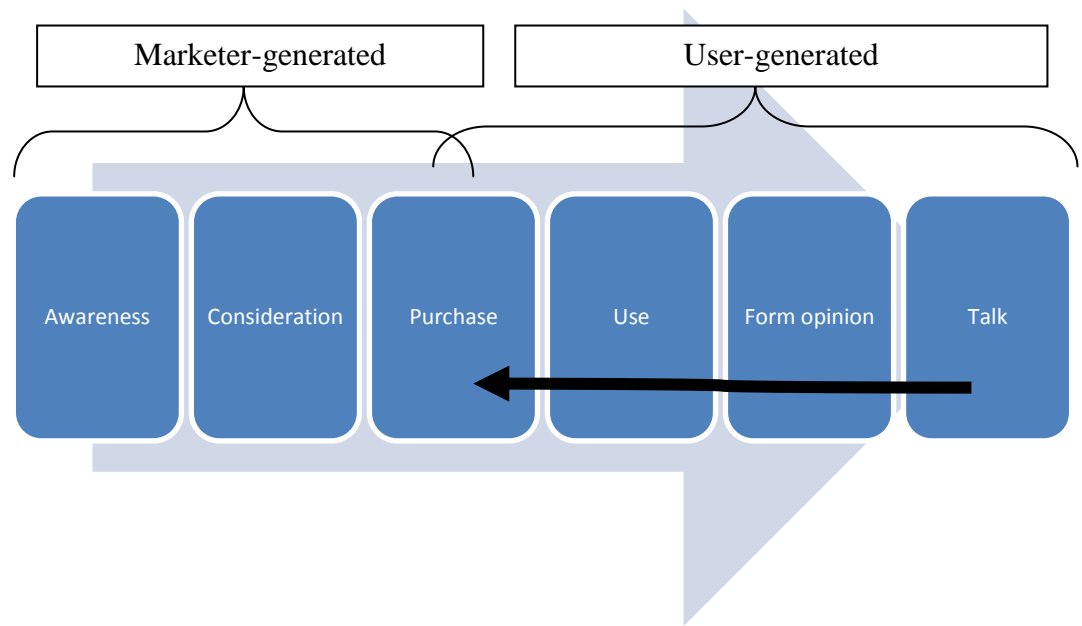 Marketer-generated
User-generated
Awareness
Consideration
Purchase
Use
Form opinion
Talk